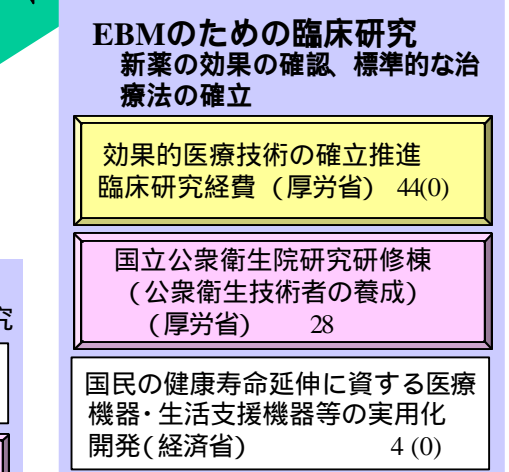 EBMのための臨床研究
新薬の効果の確認、標準的な治
療法の確立
効果的医療技術の確立推進
臨床研究経費 (厚労省) 44(0)
国立公衆衛生院研究研修棟
(公衆衛生技術者の養成)
(厚労省) 28
究
国民の健康寿命延伸に資する医療
機器・生活支援機器等の実用化
開発(経済省) 4 (0)